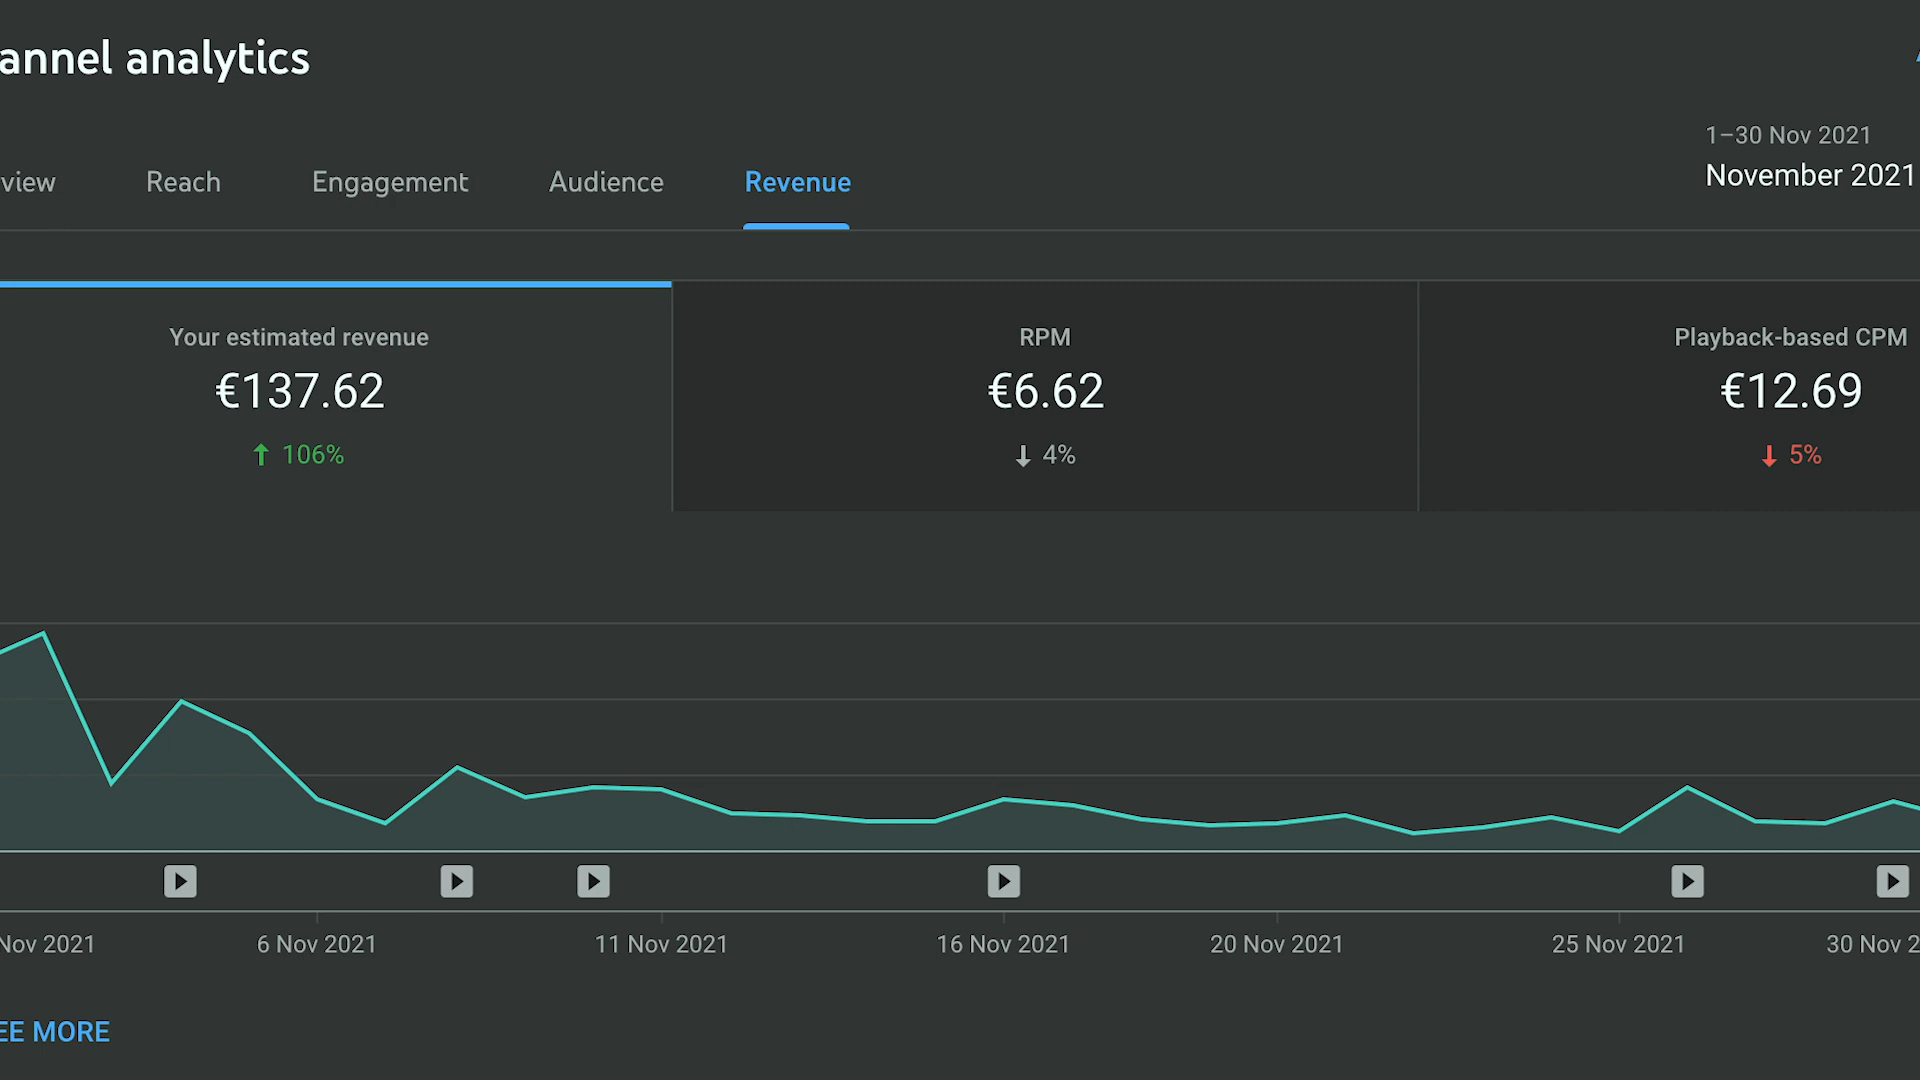 annel analytics
1–30 Nov 2021
November 2021
view Reach Engagement Audience Revenue
Your estimated revenue RPM Playback-based CPM
€137.62 €6.62 €12.69
↑ 106% ↓ 4% ↓ 5%
Nov 2021 6 Nov 2021 11 Nov 2021 16 Nov 2021 20 Nov 2021 25 Nov 2021 30 Nov 2
EE MORE